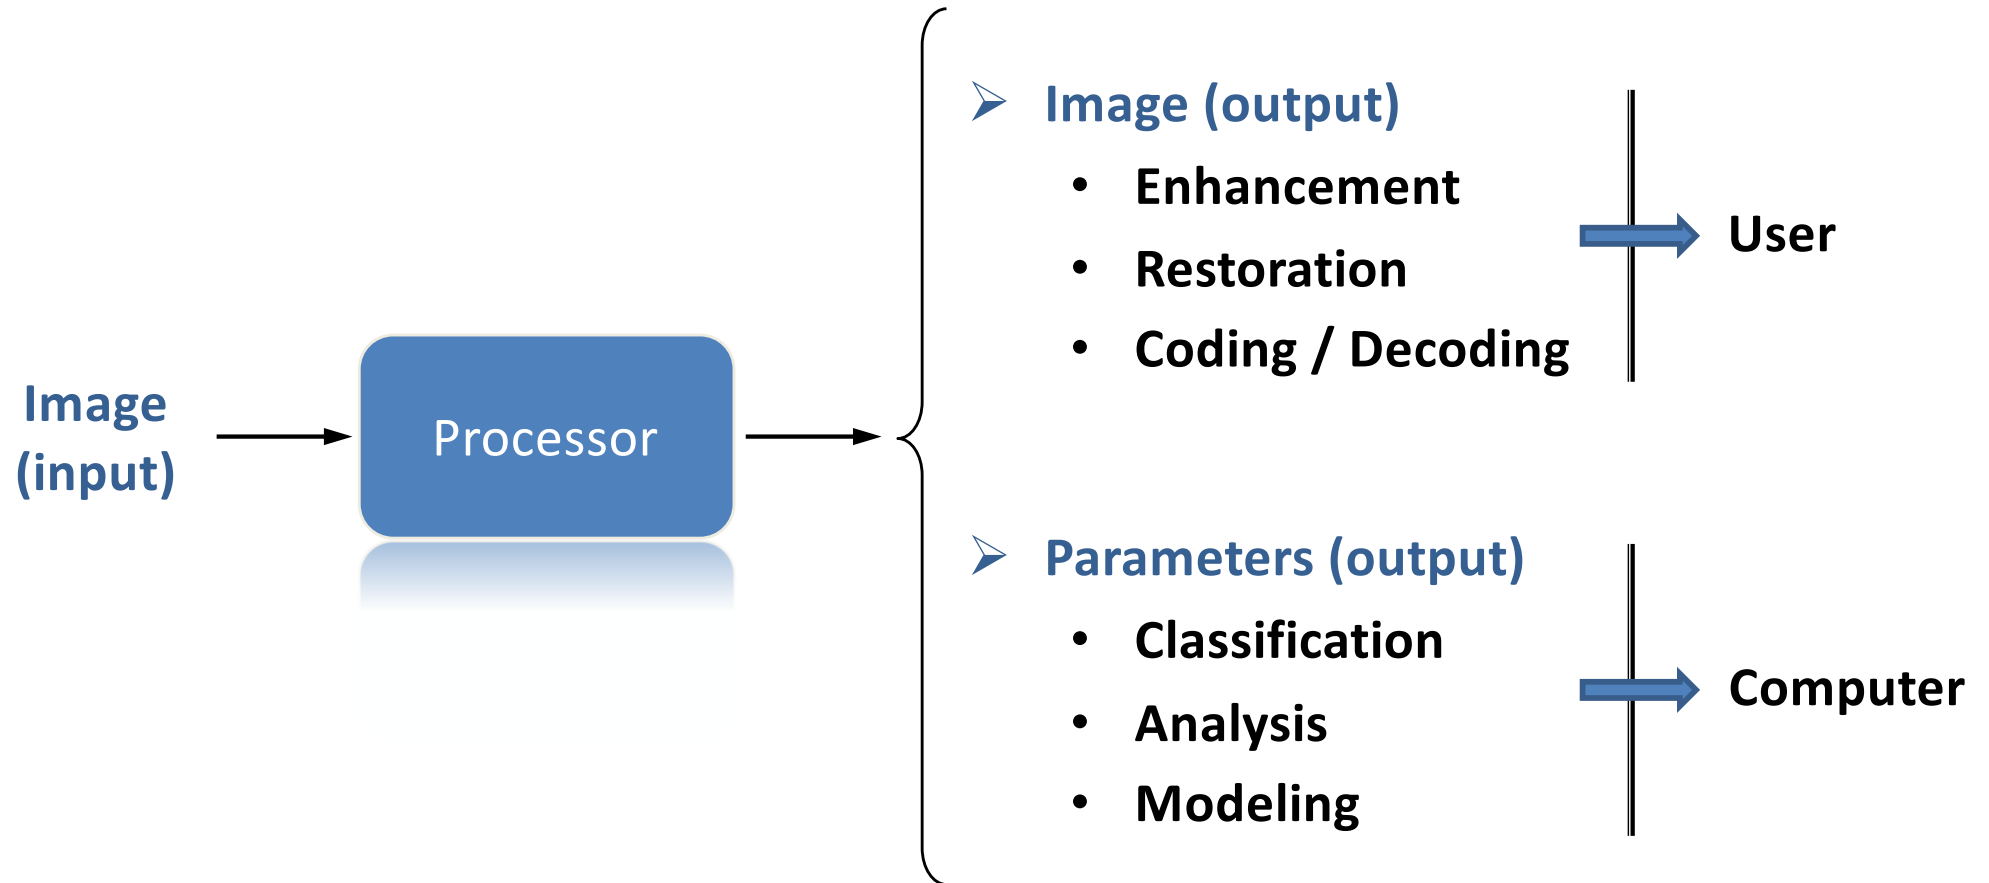 Image
(input)
Processor
Image (output)
• Enhancement
• Restoration
• Coding / Decoding
User
Parameters (output)
• Classification
• Analysis
• Modeling
Computer